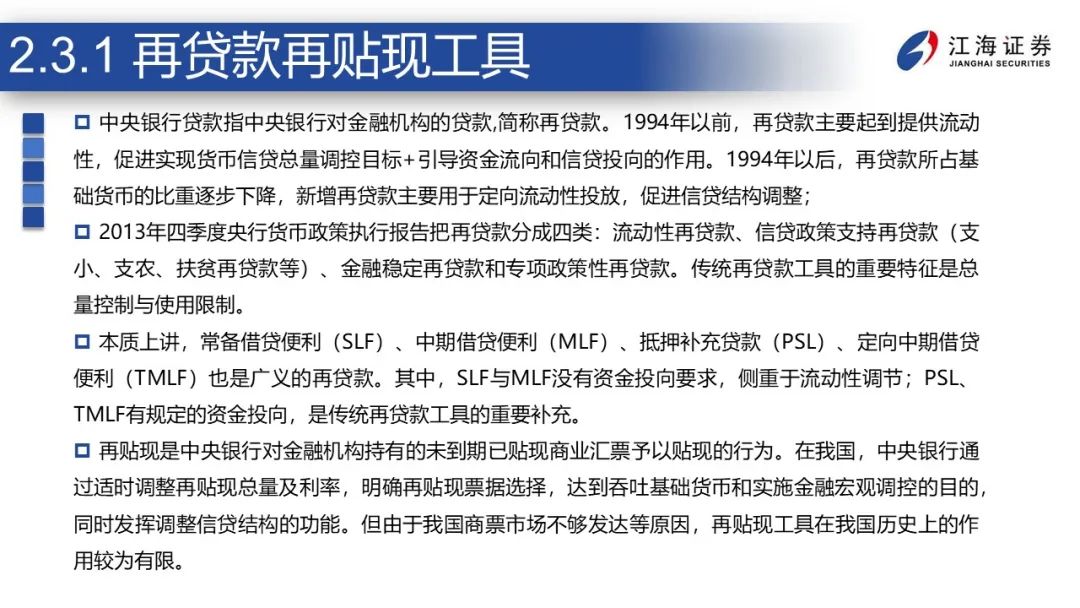 2.3.1 再贷款再贴现工具
江海证券
JIANGHAI SECURITIES
中央银行贷款指中央银行对金融机构的贷款,简称再贷款。1994年以前，再贷款主要起到提供流动
性，促进实现货币信贷总量调控目标+引导资金流向和信贷投向的作用。1994年以后，再贷款所占基
础货币的比重逐步下降，新增再贷款主要用于定向流动性投放，促进信贷结构调整；
2013年四季度央行货币政策执行报告把再贷款分成四类：流动性再贷款、信贷政策支持再贷款（支
小、支农、扶贫再贷款等）、金融稳定再贷款和专项政策性再贷款。传统再贷款工具的重要特征是总
量控制与使用限制。
本质上讲，常备借贷便利（SLF）、中期借贷便利（MLF）、抵押补充贷款（PSL）、定向中期借贷
便利（TMLF）也是广义的再贷款。其中，SLF与MLF没有资金投向要求，侧重于流动性调节；PSL、
TMLF有规定的资金投向，是传统再贷款工具的重要补充。
再贴现是中央银行对金融机构持有的未到期已贴现商业汇票予以贴现的行为。在我国，中央银行通
过适时调整再贴现总量及利率，明确再贴现票据选择，达到吞吐基础货币和实施金融宏观调控的目的，
同时发挥调整信贷结构的功能。但由于我国商票市场不够发达等原因，再贴现工具在我国历史上的作
用较为有限。